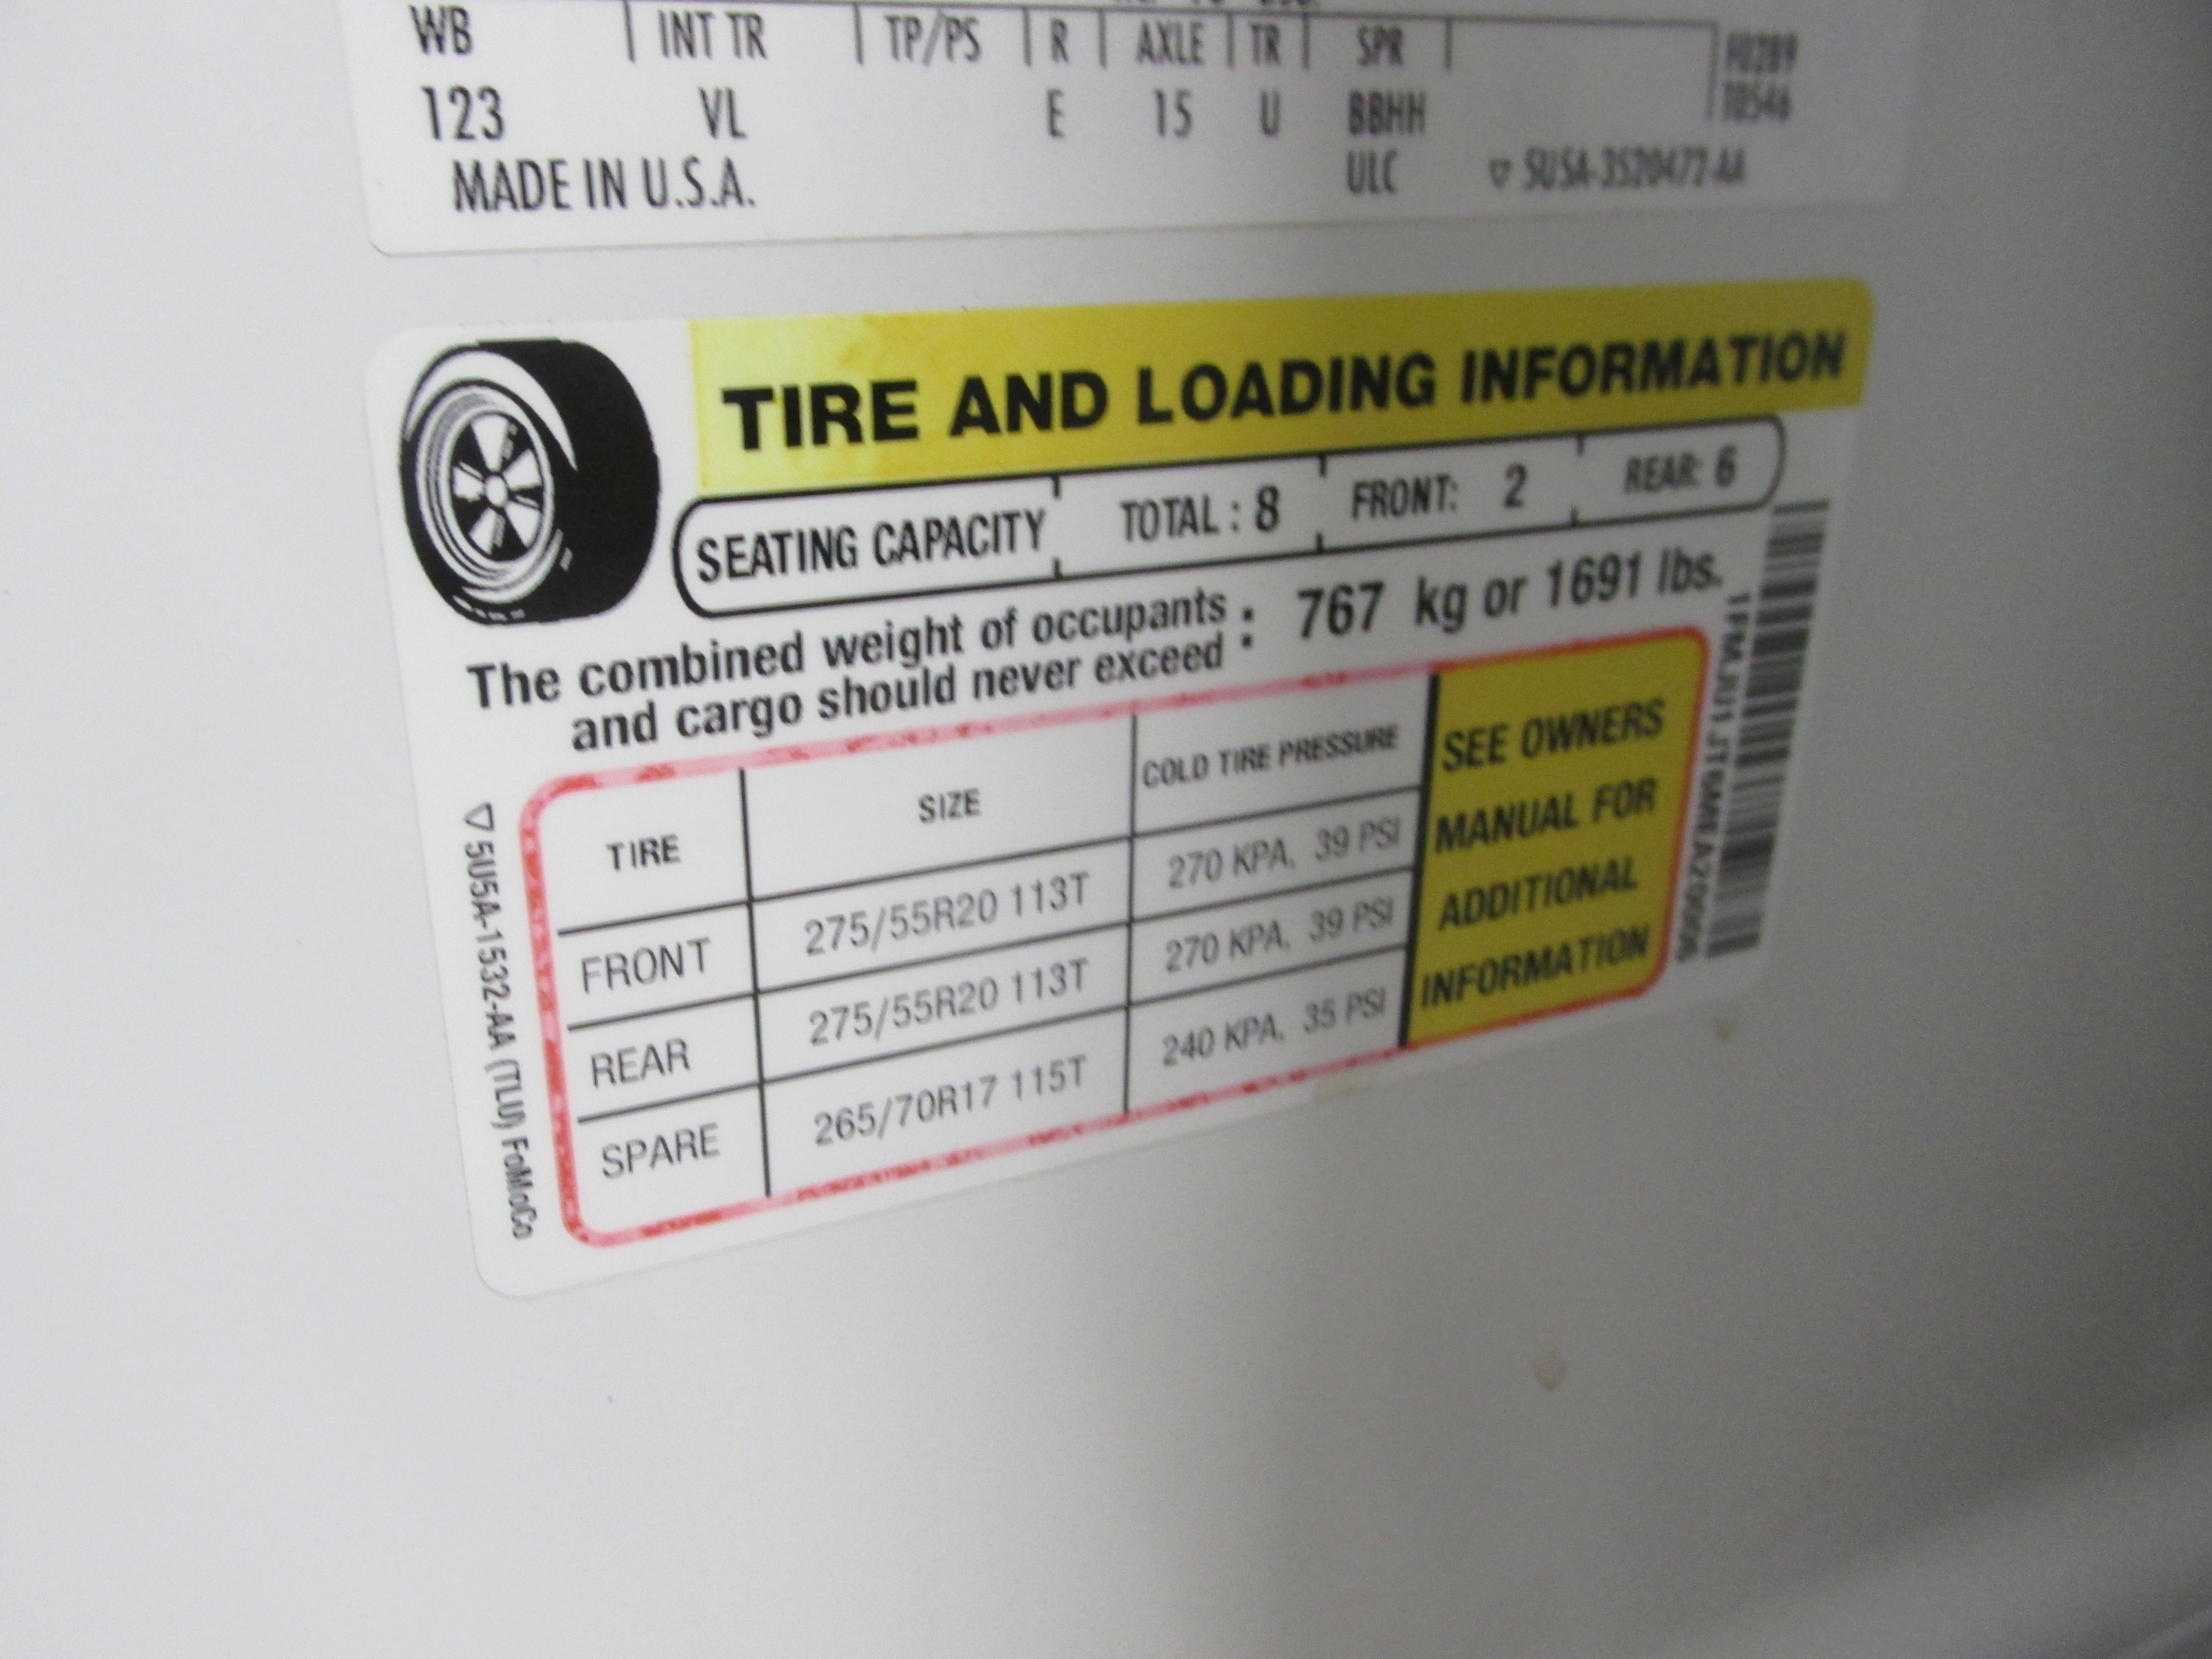 WB | INT TR | TP/PS | R | AXLE | TR | SPR |
123 VL E 15 U BBHH
MADE IN U.S.A. ULC ▽ 5U5A-3520472-AA
TIRE AND LOADING INFORMATION
SEATING CAPACITY TOTAL : 8 FRONT: 2 REAR: 6
The combined weight of occupants
and cargo should never exceed : 767 kg or 1691 lbs.
TIRE SIZE COLD TIRE PRESSURE
FRONT 275/55R20 113T 270 KPA, 39 PSI
REAR 275/55R20 113T 270 KPA, 39 PSI
SPARE 265/70R17 115T 240 KPA, 35 PSI
SEE OWNERS
MANUAL FOR
ADDITIONAL
INFORMATION
▽ 5U5A-1532-AA (TLU) FoMoCo